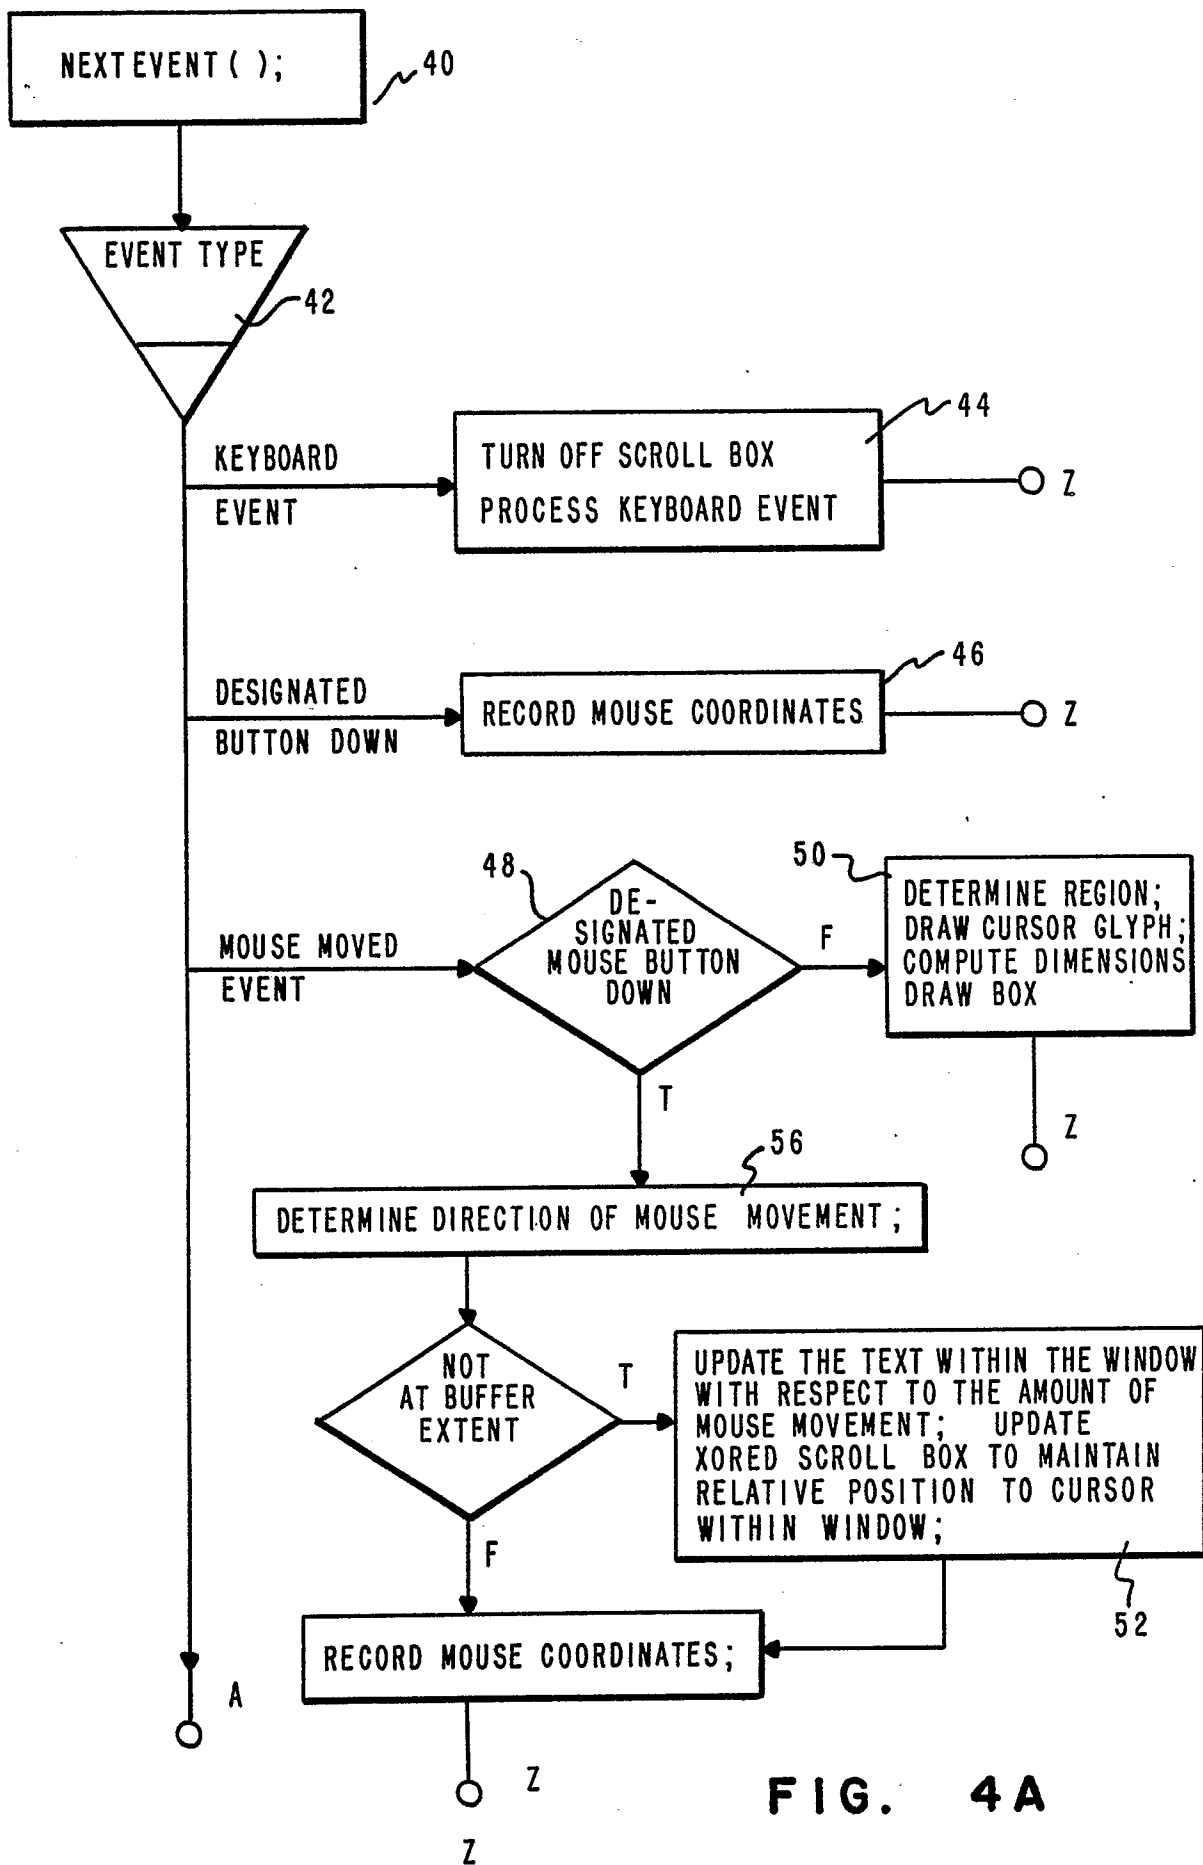 NEXTEVENT ( );
40
EVENT TYPE
42
KEYBOARD
EVENT
44
TURN OFF SCROLL BOX
PROCESS KEYBOARD EVENT
Z
DESIGNATED
BUTTON DOWN
46
RECORD MOUSE COORDINATES
Z
MOUSE MOVED
EVENT
48
DE-
SIGNATED
MOUSE BUTTON
DOWN
F
50
DETERMINE REGION;
DRAW CURSOR GLYPH;
COMPUTE DIMENSIONS
DRAW BOX
Z
T
56
DETERMINE DIRECTION OF MOUSE MOVEMENT;
NOT
AT BUFFER
EXTENT
T
UPDATE THE TEXT WITHIN THE WINDOW
WITH RESPECT TO THE AMOUNT OF
MOUSE MOVEMENT; UPDATE
XORED SCROLL BOX TO MAINTAIN
RELATIVE POSITION TO CURSOR
WITHIN WINDOW;
52
F
RECORD MOUSE COORDINATES;
A
Z
Z
FIG. 4A